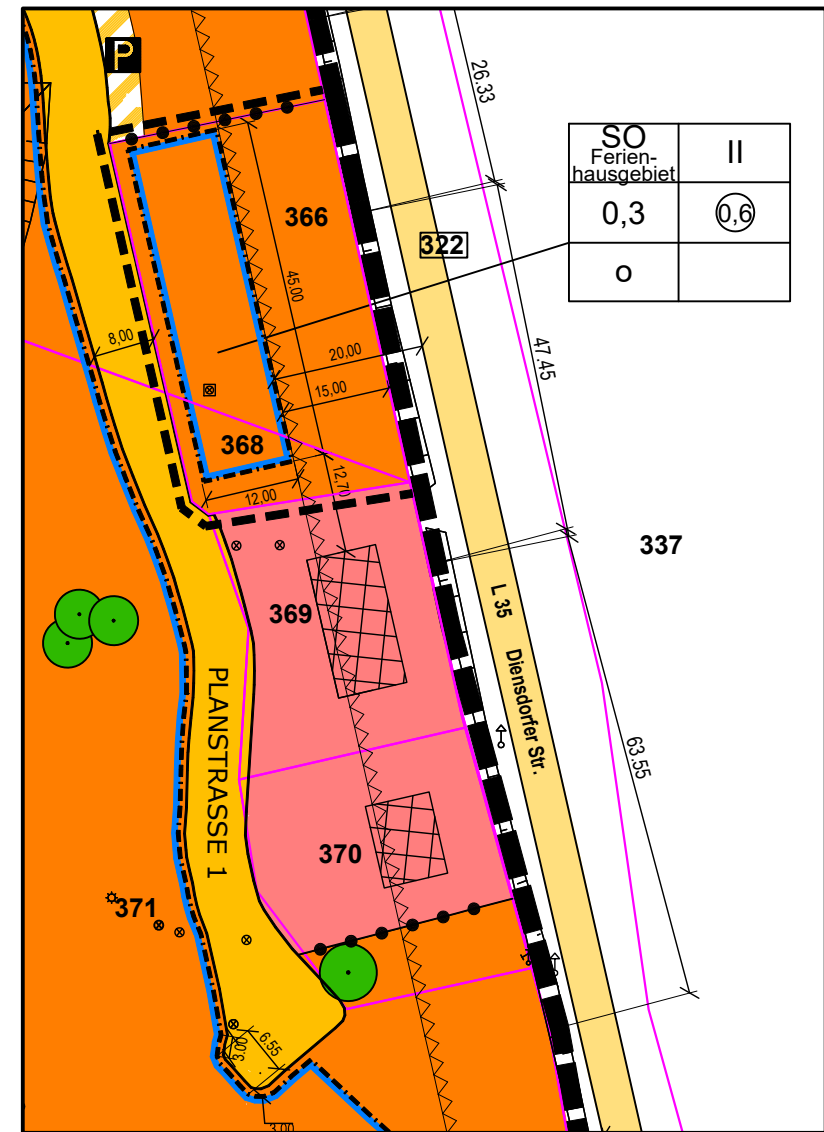 P
26.33
SO
Ferien-
hausgebiet
II
0,3
0,6
o
366
322
45.00
8,00
20,00
47.45
15,00
368
12,70
12,00
337
369
L 35 Diensdorfer Str.
PLANSTRASSE 1
63.55
370
371
6.55
3.00
3.00